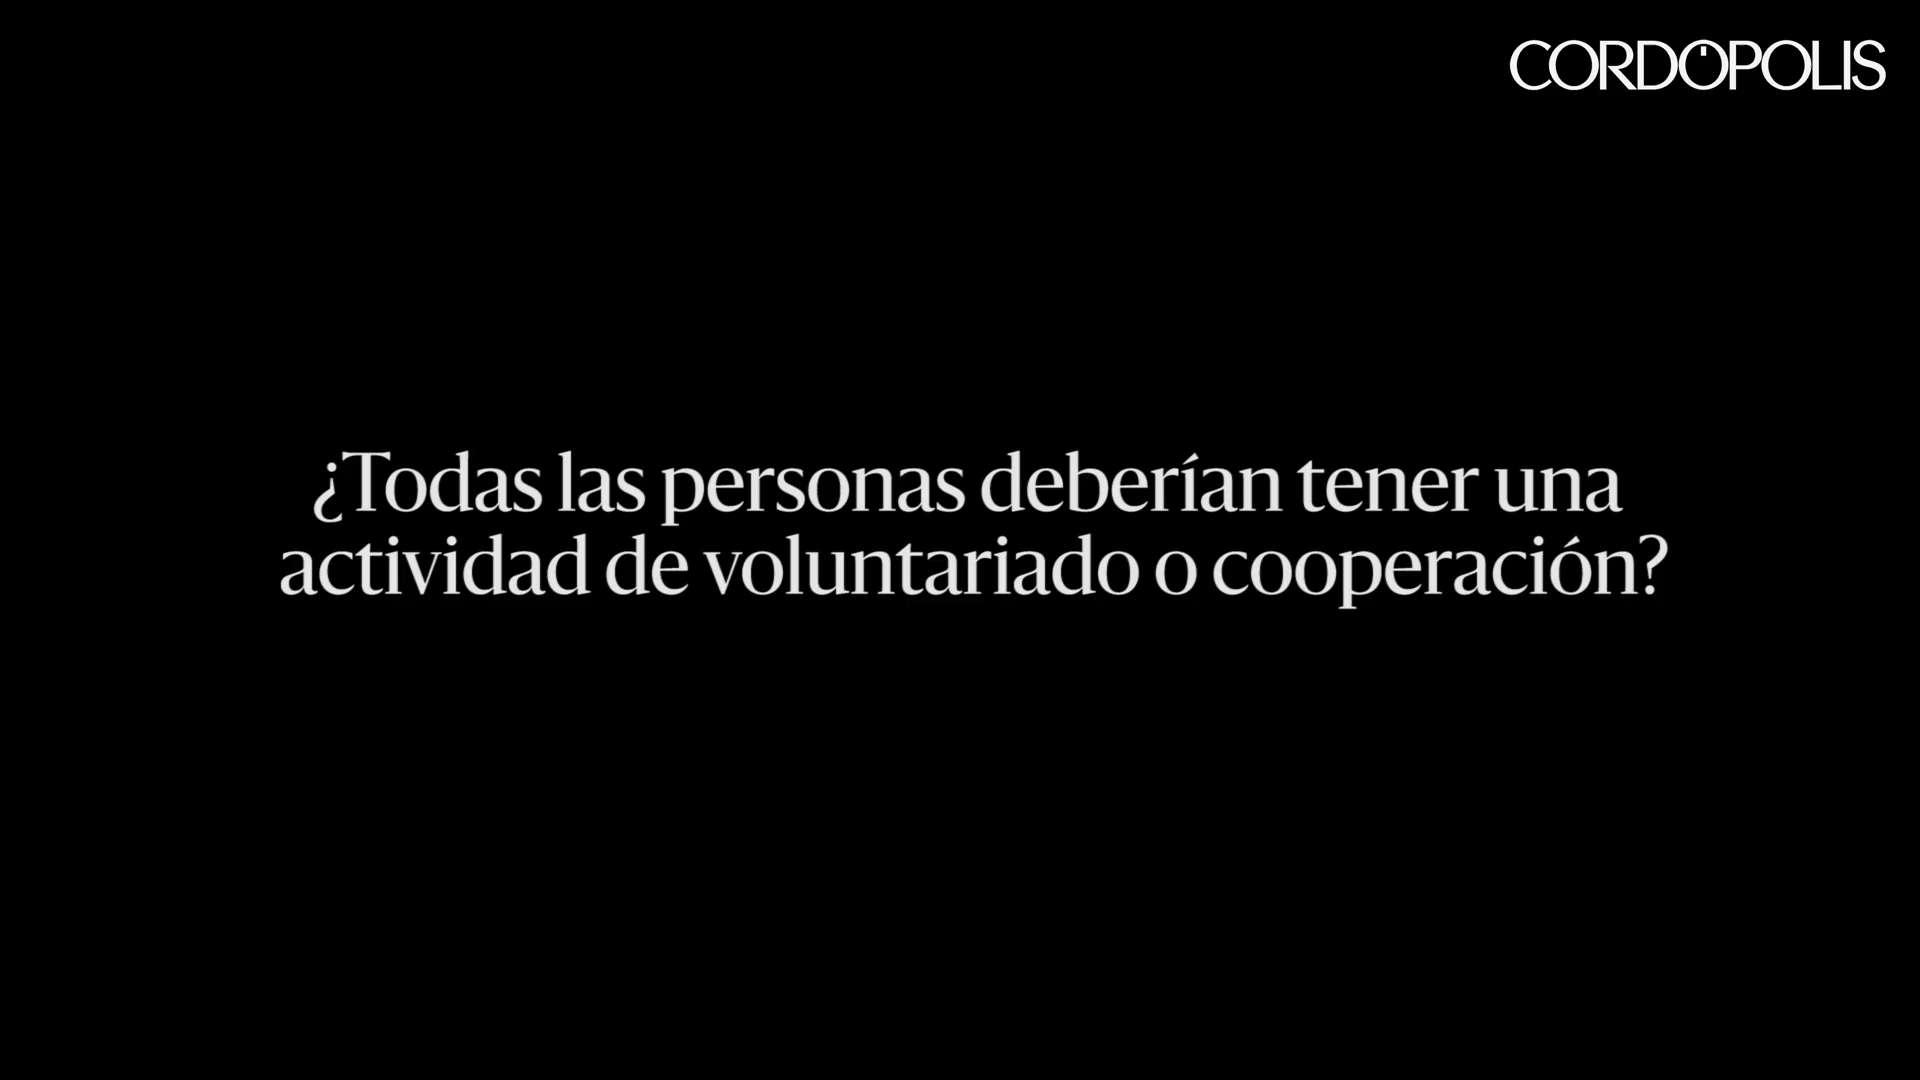 CORDÓPOLIS
¿Todas las personas deberían tener una
actividad de voluntariado o cooperación?